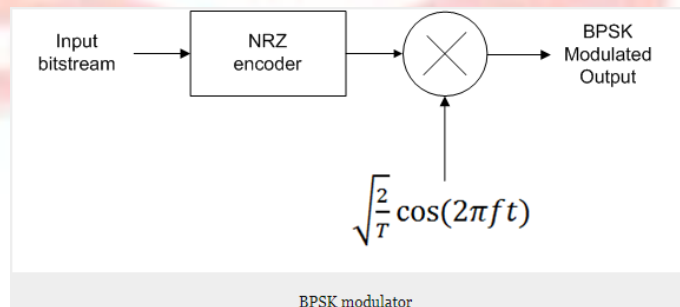 Input
bitstream
NRZ
encoder
BPSK
Modulated
Output
√(2/T) cos(2πft)
BPSK modulator